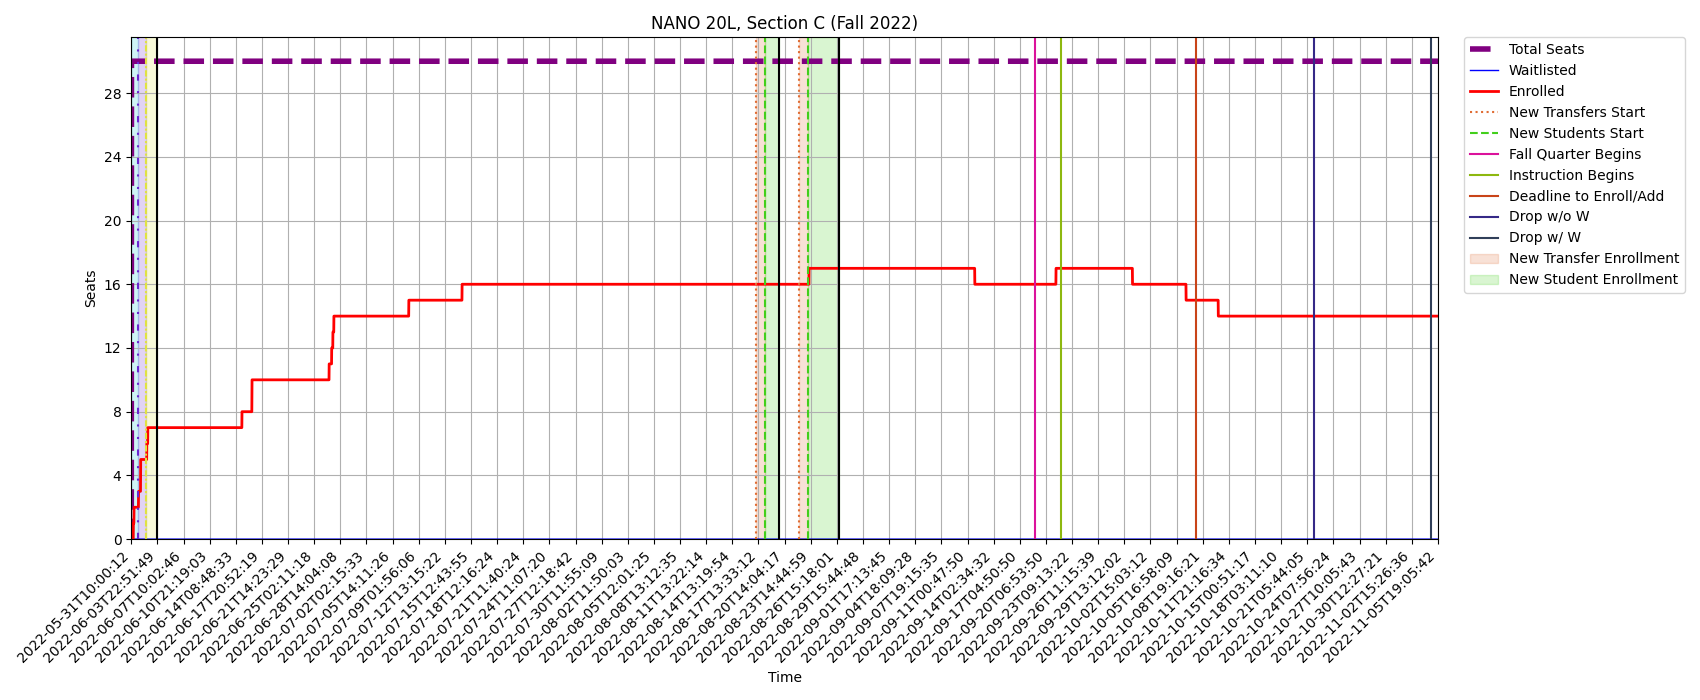 NANO 20L, Section C (Fall 2022)
Seats
28
24
20
16
12
8
4
0
2022-05-31T10:00:12
2022-06-03T22:51:49
2022-06-07T10:02:46
2022-06-10T21:19:03
2022-06-14T08:48:33
2022-06-17T20:52:19
2022-06-21T14:23:29
2022-06-25T02:11:18
2022-06-28T14:04:08
2022-07-02T02:15:33
2022-07-05T14:11:26
2022-07-09T01:56:06
2022-07-12T13:15:22
2022-07-15T12:43:55
2022-07-18T12:16:24
2022-07-21T11:40:24
2022-07-24T11:07:20
2022-07-27T12:18:42
2022-07-30T11:55:09
2022-08-02T11:50:03
2022-08-05T12:01:25
2022-08-08T13:12:35
2022-08-11T13:22:14
2022-08-14T13:19:54
2022-08-17T13:33:12
2022-08-20T14:04:17
2022-08-23T14:44:59
2022-08-26T15:18:01
2022-08-29T15:44:48
2022-09-01T17:13:45
2022-09-04T18:09:28
2022-09-07T19:15:35
2022-09-11T00:47:50
2022-09-14T02:34:32
2022-09-17T04:50:50
2022-09-20T06:53:50
2022-09-23T09:13:22
2022-09-26T11:15:39
2022-09-29T13:12:02
2022-10-02T15:03:12
2022-10-05T16:58:09
2022-10-08T19:16:21
2022-10-11T21:16:34
2022-10-15T00:51:17
2022-10-18T03:11:10
2022-10-21T05:44:05
2022-10-24T07:56:24
2022-10-27T10:05:43
2022-10-30T12:27:21
2022-11-02T15:26:36
2022-11-05T19:05:42
Time
Total Seats
Waitlisted
Enrolled
New Transfers Start
New Students Start
Fall Quarter Begins
Instruction Begins
Deadline to Enroll/Add
Drop w/o W
Drop w/ W
New Transfer Enrollment
New Student Enrollment